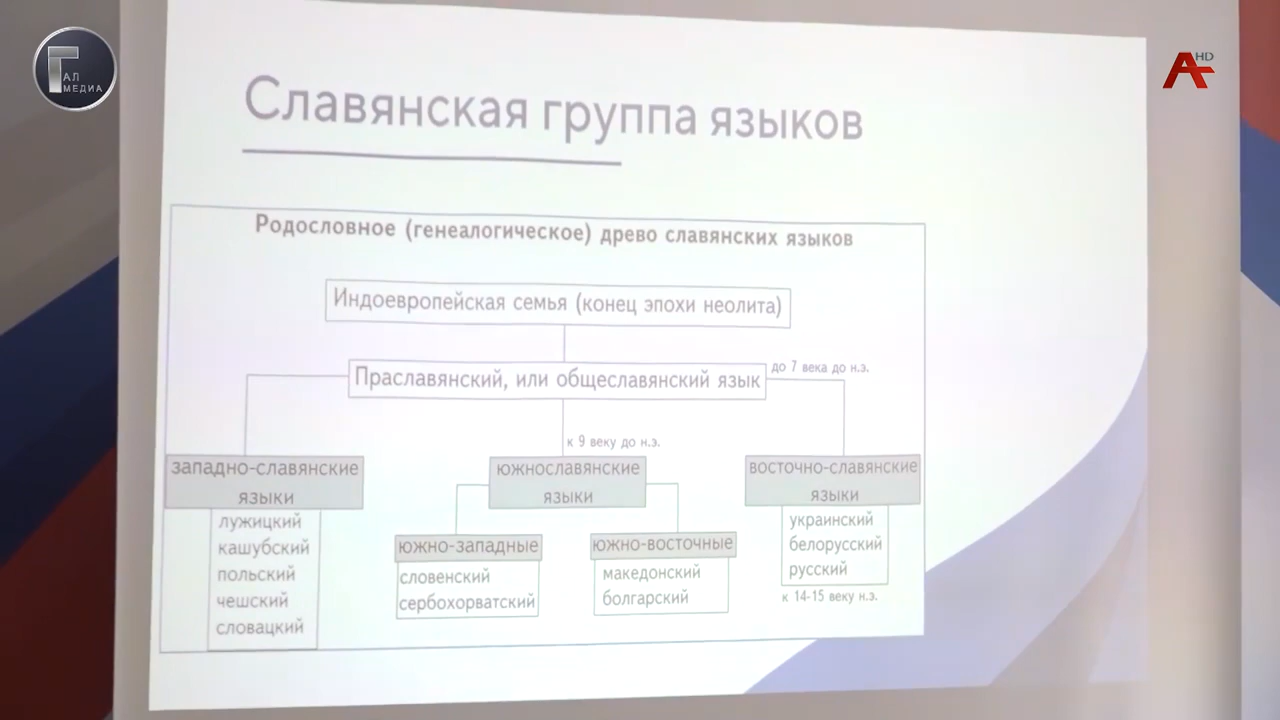 ГАЛ
МЕДИА
HD
Славянская группа языков
Родословное (генеалогическое) древо славянских языков
Индоевропейская семья (конец эпохи неолита)
Праславянский, или общеславянский язык
до 7 века до н.э.
к 9 веку до н.э.
западно-славянские
языки
лужицкий
кашубский
польский
чешский
словацкий
южнославянские
языки
южно-западные
словенский
сербохорватский
южно-восточные
македонский
болгарский
восточно-славянские
языки
украинский
белорусский
русский
к 14-15 веку н.э.